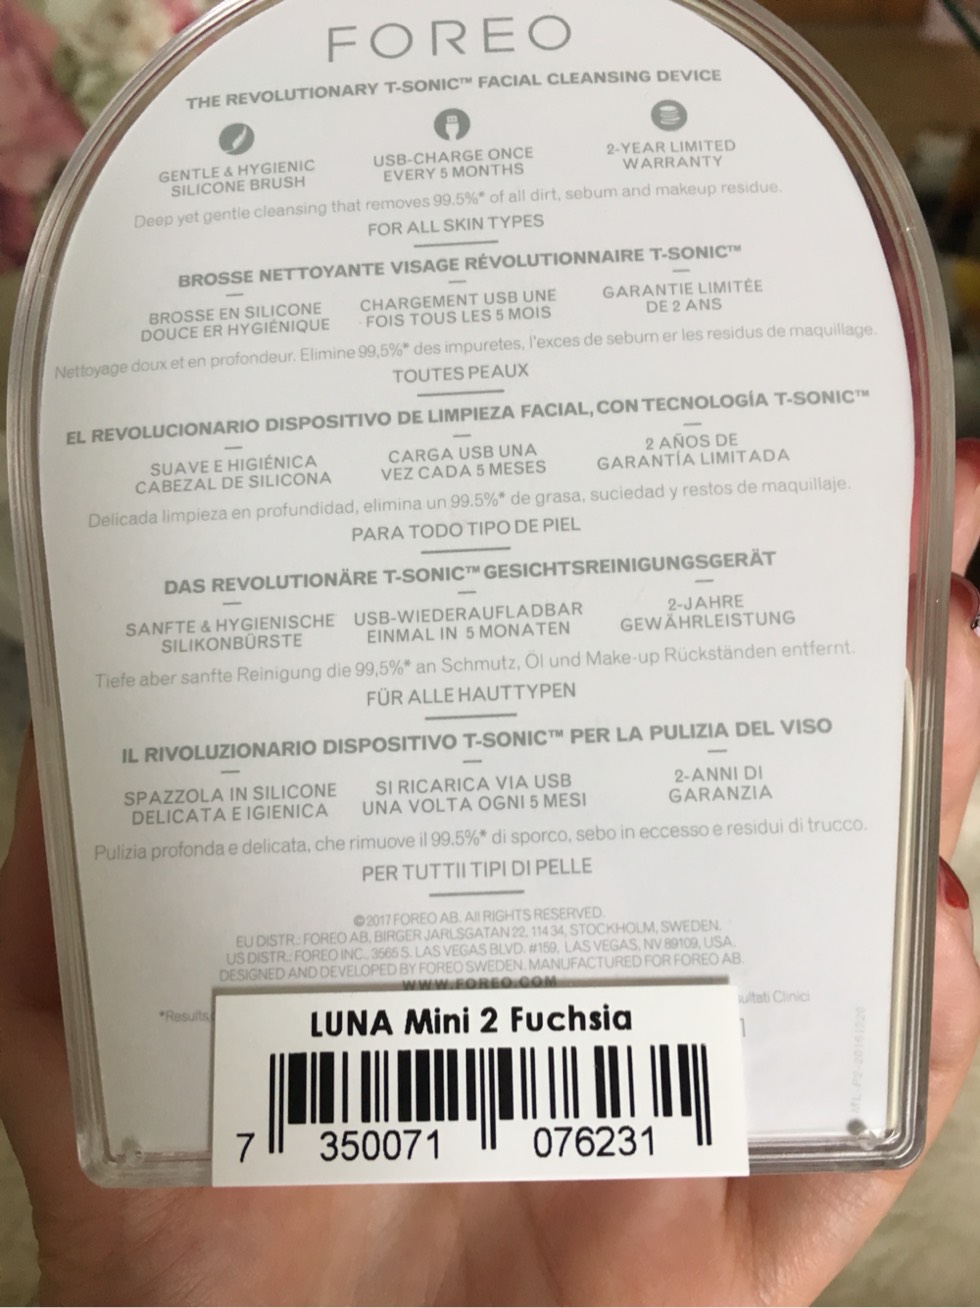 FOREO
THE REVOLUTIONARY T-SONIC™ FACIAL CLEANSING DEVICE
GENTLE & HYGIENIC
SILICONE BRUSH
USB-CHARGE ONCE
EVERY 5 MONTHS
2-YEAR LIMITED
WARRANTY
Deep yet gentle cleansing that removes 99.5%* of all dirt, sebum and makeup residue.
FOR ALL SKIN TYPES
BROSSE NETTOYANTE VISAGE RÉVOLUTIONNAIRE T-SONIC™
BROSSE EN SILICONE
DOUCE ER HYGIÉNIQUE
CHARGEMENT USB UNE
FOIS TOUS LES 5 MOIS
GARANTIE LIMITÉE
DE 2 ANS
Nettoyage doux et en profondeur. Elimine 99,5%* des impuretes, l'exces de sebum er les residus de maquillage.
TOUTES PEAUX
EL REVOLUCIONARIO DISPOSITIVO DE LIMPIEZA FACIAL, CON TECNOLOGÍA T-SONIC™
SUAVE E HIGIÉNICA
CABEZAL DE SILICONA
CARGA USB UNA
VEZ CADA 5 MESES
2 AÑOS DE
GARANTÍA LIMITADA
Delicada limpieza en profundidad, elimina un 99.5%* de grasa, suciedad y restos de maquillaje.
PARA TODO TIPO DE PIEL
DAS REVOLUTIONÄRE T-SONIC™ GESICHTSREINIGUNGSGERÄT
SANFTE & HYGIENISCHE
SILIKONBÜRSTE
USB-WIEDERAUFLADBAR
EINMAL IN 5 MONATEN
2-JAHRE
GEWÄHRLEISTUNG
Tiefe aber sanfte Reinigung die 99,5%* an Schmutz, Öl und Make-up Rückständen entfernt.
FÜR ALLE HAUTTYPEN
IL RIVOLUZIONARIO DISPOSITIVO T-SONIC™ PER LA PULIZIA DEL VISO
SPAZZOLA IN SILICONE
DELICATA E IGIENICA
SI RICARICA VIA USB
UNA VOLTA OGNI 5 MESI
2-ANNI DI
GARANZIA
Pulizia profonda e delicata, che rimuove il 99.5%* di sporco, sebo in eccesso e residui di trucco.
PER TUTTI I TIPI DI PELLE
©2017 FOREO AB. All RIGHTS RESERVED.
EU DISTR.: FOREO AB, BIRGER JARLSGATAN 22, 114 34, STOCKHOLM, SWEDEN.
US DISTR.: FOREO INC., 3565 S. LAS VEGAS BLVD. #159, LAS VEGAS, NV 89109, USA.
DESIGNED AND DEVELOPED BY FOREO SWEDEN. MANUFACTURED FOR FOREO AB.
WWW.FOREO.COM
*Results
Clinici
LUNA Mini 2 Fuchsia
7 350071 076231